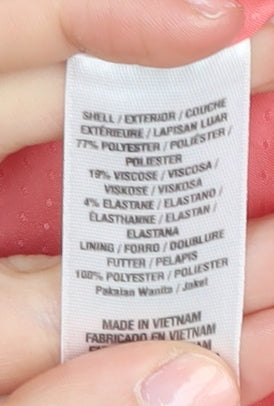 SHELL / EXTERIOR / COUCHE
EXTÉRIEURE / LAPISAN LUAR
77% POLYESTER / POLIÉSTER /
POLIESTER
19% VISCOSE / VISCOSA /
VISKOSE / VISKOSA
4% ELASTANE / ELASTANO /
ÉLASTHANNE / ELASTAN /
ELASTANA
LINING / FORRO / DOUBLURE
FUTTER / PELAPIS
100% POLYESTER / POLIESTER
Pakaian Wanita / Jaket
MADE IN VIETNAM
FABRICADO EN VIETNAM